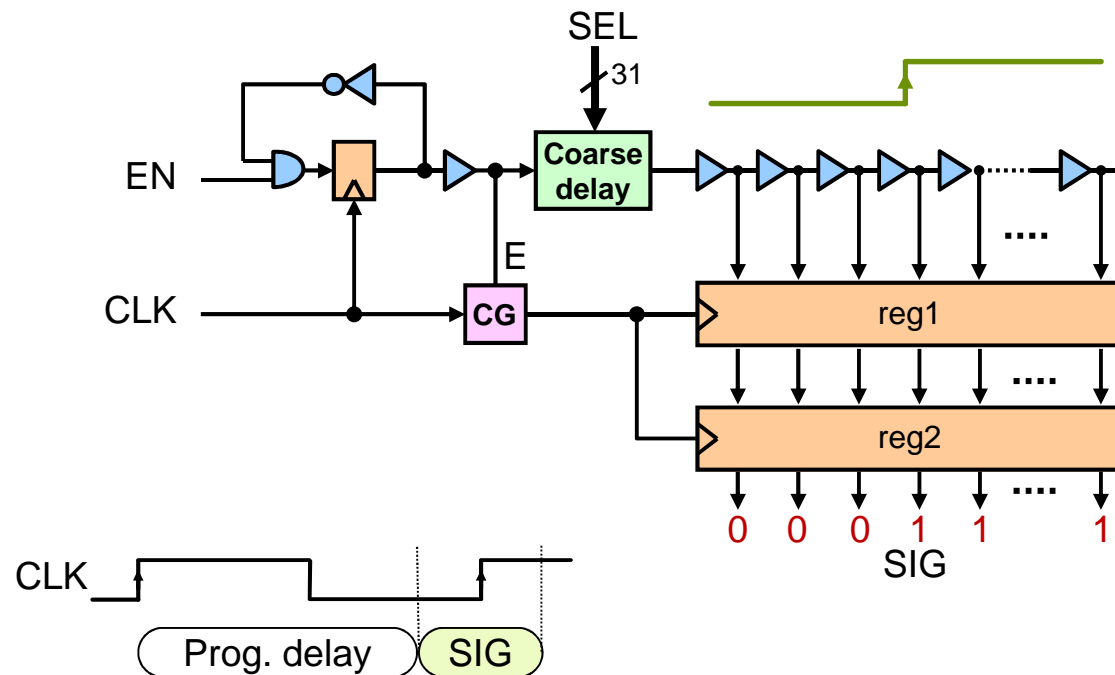 SEL
31
EN
Coarse
delay
....
E
CLK
CG
reg1
....
reg2
....
0 0 0 1 1 1
SIG
CLK
Prog. delay
SIG